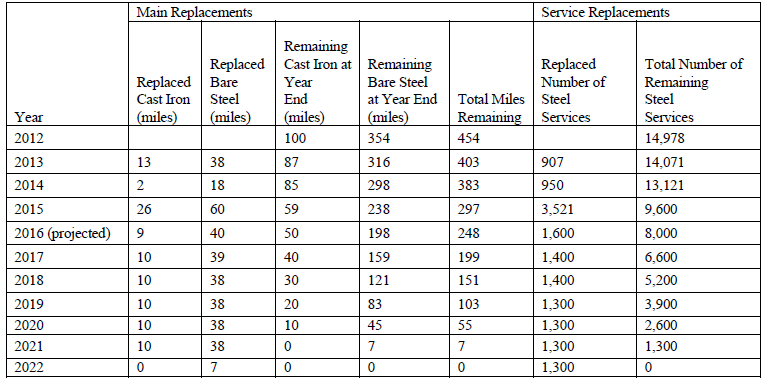 Main Replacements Service Replacements
Year Replaced Cast Iron (miles) Replaced Bare Steel (miles) Remaining Cast Iron at Year End (miles) Remaining Bare Steel at Year End (miles) Total Miles Remaining Replaced Number of Steel Services Total Number of Remaining Steel Services
2012 100 354 454 14,978
2013 13 38 87 316 403 907 14,071
2014 2 18 85 298 383 950 13,121
2015 26 60 59 238 297 3,521 9,600
2016 (projected) 9 40 50 198 248 1,600 8,000
2017 10 39 40 159 199 1,400 6,600
2018 10 38 30 121 151 1,400 5,200
2019 10 38 20 83 103 1,300 3,900
2020 10 38 10 45 55 1,300 2,600
2021 10 38 0 7 7 1,300 1,300
2022 0 7 0 0 0 1,300 0